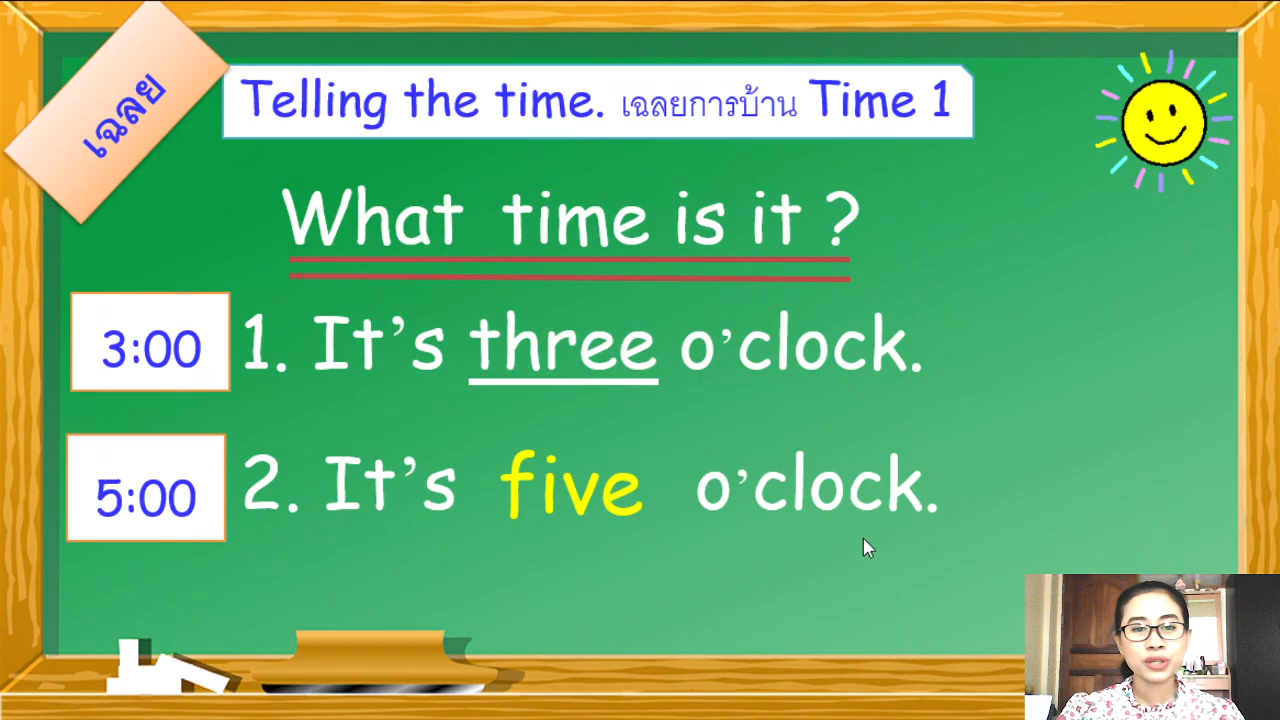 เฉลย
Telling the time. เฉลยการบ้าน Time 1
What time is it ?
3:00 1. It’s three o’clock.
5:00 2. It’s five o’clock.